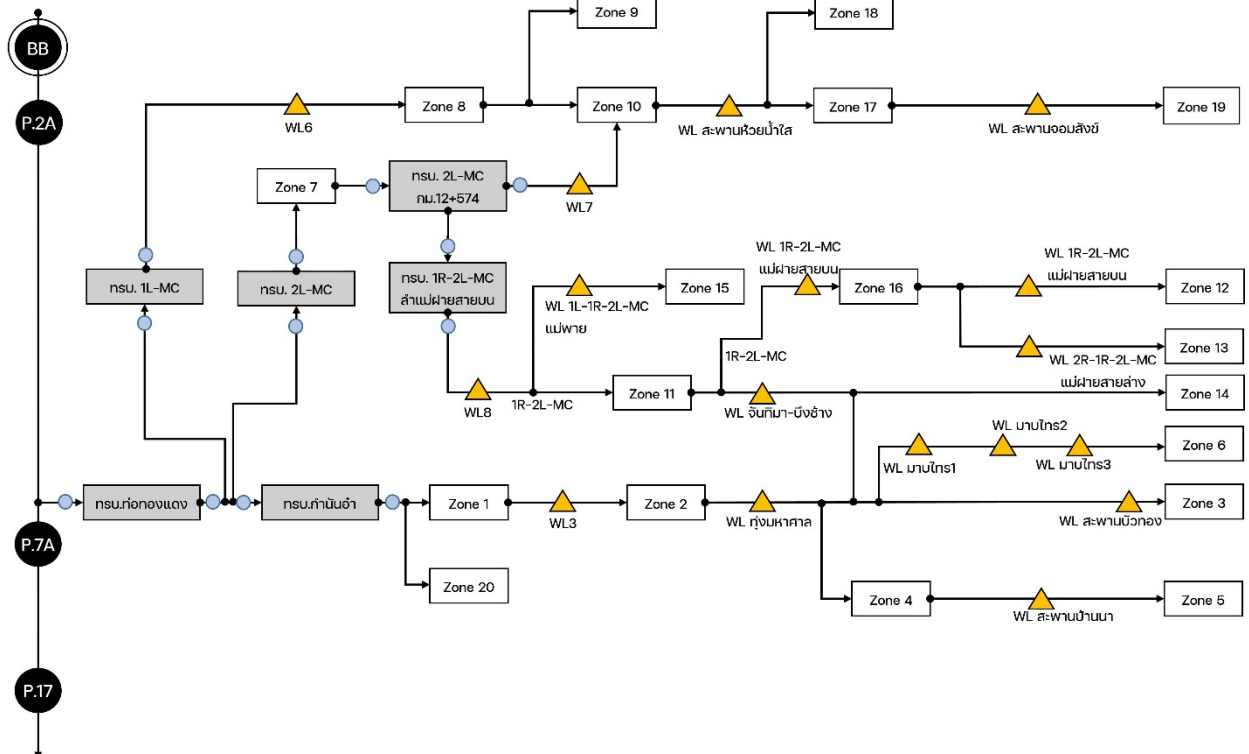 Zone 9
Zone 18
BB
P.2A
Zone 8
Zone 10
Zone 17
Zone 19
WL6
WL สะพานห้วยน้ำใส
WL สะพานจอมสังข์
Zone 7
ทรบ. 2L-MC
กม.12+574
WL7
ทรบ. 1L-MC
ทรบ. 2L-MC
ทรบ. 1R-2L-MC
ลำแม่ฝายสายบน
WL 1R-2L-MC
แม่ฝายสายบน
WL 1R-2L-MC
แม่ฝายสายบน
Zone 15
Zone 16
Zone 12
WL 1L-1R-2L-MC
แม่พาย
1R-2L-MC
Zone 13
WL 2R-1R-2L-MC
แม่ฝายสายล่าง
WL8
1R-2L-MC
Zone 11
WL จันทิมา-บึงช้าง
Zone 14
WL มาบไทร2
Zone 6
WL มาบไทร1
WL มาบไทร3
ทรบ.ท่อทองแดง
ทรบ.กำนันอำ
Zone 1
WL3
Zone 2
WL ทุ่งมหาศาล
WL สะพานบัวทอง
Zone 3
P.7A
Zone 20
Zone 4
WL สะพานบ้านนา
Zone 5
P.17